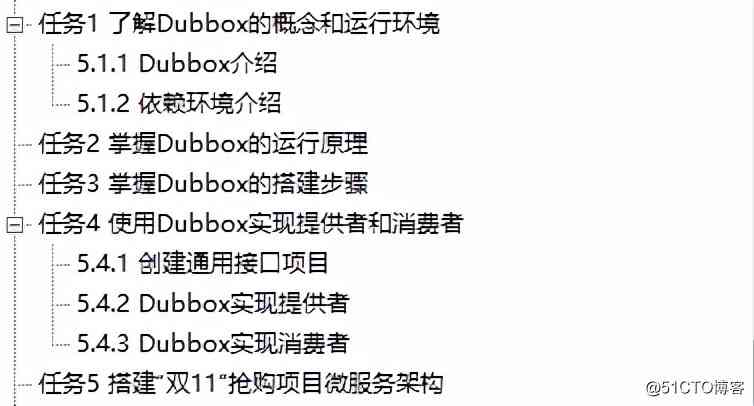 任务1 了解Dubbox的概念和运行环境
5.1.1 Dubbox介绍
5.1.2 依赖环境介绍
任务2 掌握Dubbox的运行原理
任务3 掌握Dubbox的搭建步骤
任务4 使用Dubbox实现提供者和消费者
5.4.1 创建通用接口项目
5.4.2 Dubbox实现提供者
5.4.3 Dubbox实现消费者
任务5 搭建"双11"抢购项目微服务架构
@51CTO博客